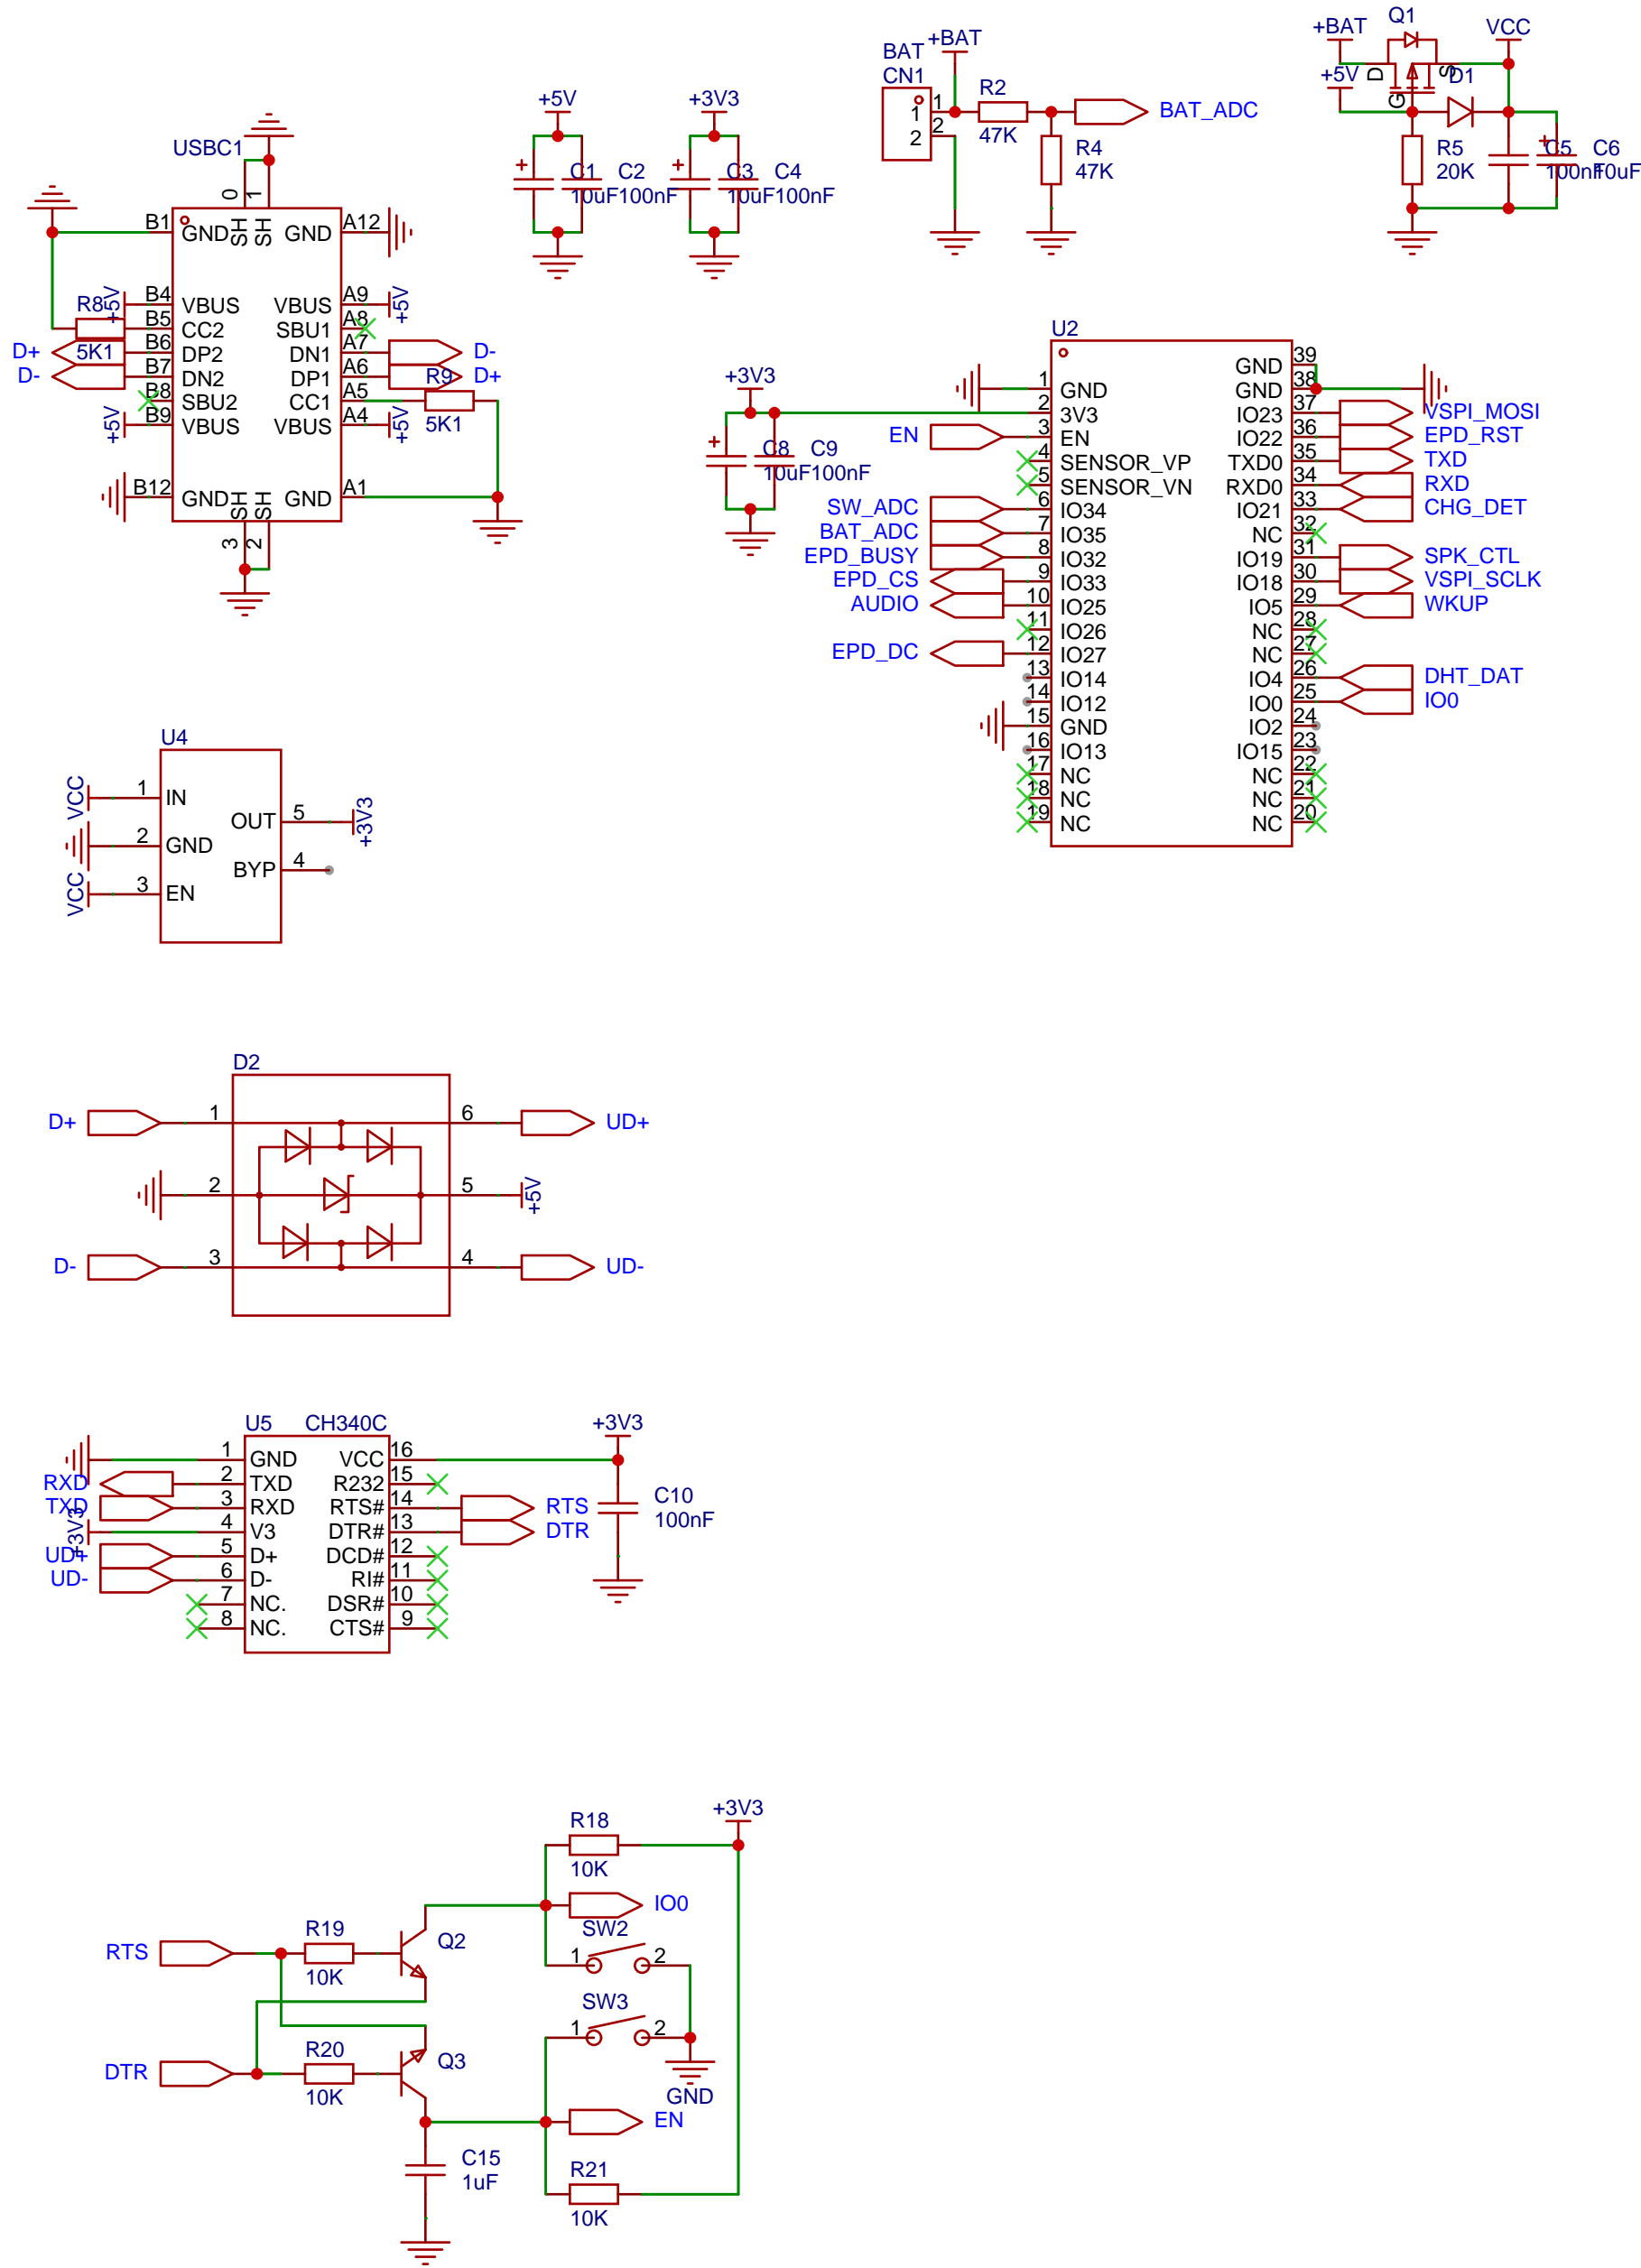 USBC1
0
1
B1
GND
SH
SH
GND
A12
B4
VBUS
VBUS
A9
+5V
+5V
R8
B5
CC2
SBU1
A8
D+
5K1
B6
DP2
DN1
A7
D-
D-
B7
DN2
DP1
A6
D+
B8
SBU2
CC1
A5
R9
5K1
+5V
B9
VBUS
VBUS
A4
+5V
B12
GND
SH
SH
GND
A1
3
2
+5V
C1
10uF
C2
100nF
+3V3
C3
10uF
C4
100nF
BAT
CN1
+BAT
1
1
2
2
R2
47K
BAT_ADC
R4
47K
+BAT
Q1
VCC
D
S
G
+5V
D1
R5
20K
C5
100nF
C6
10uF
+3V3
C8
10uF
C9
100nF
U2
1
GND
2
3V3
EN
3
EN
4
SENSOR_VP
5
SENSOR_VN
SW_ADC
6
IO34
BAT_ADC
7
IO35
EPD_BUSY
8
IO32
EPD_CS
9
IO33
AUDIO
10
IO25
11
IO26
EPD_DC
12
IO27
13
IO14
14
IO12
15
GND
16
IO13
17
NC
18
NC
19
NC
GND
39
GND
38
IO23
37
VSPI_MOSI
IO22
36
EPD_RST
TXD0
35
TXD
RXD0
34
RXD
IO21
33
CHG_DET
NC
32
IO19
31
SPK_CTL
IO18
30
VSPI_SCLK
IO5
29
WKUP
NC
28
NC
27
IO4
26
DHT_DAT
IO0
25
IO0
IO2
24
IO15
23
NC
22
NC
21
NC
20
U4
VCC
1
IN
OUT
5
+3V3
2
GND
BYP
4
VCC
3
EN
D2
D+
1
6
UD+
2
5
+5V
D-
3
4
UD-
U5
CH340C
1
GND
VCC
16
RXD
2
TXD
R232
15
TXD
3
RXD
RTS#
14
RTS
+3V3
4
V3
DTR#
13
DTR
UD+
5
D+
DCD#
12
UD-
6
D-
RI#
11
7
NC.
DSR#
10
8
NC.
CTS#
9
+3V3
C10
100nF
+3V3
R18
10K
IO0
RTS
R19
10K
Q2
SW2
1
2
SW3
1
2
GND
DTR
R20
10K
Q3
EN
C15
1uF
R21
10K